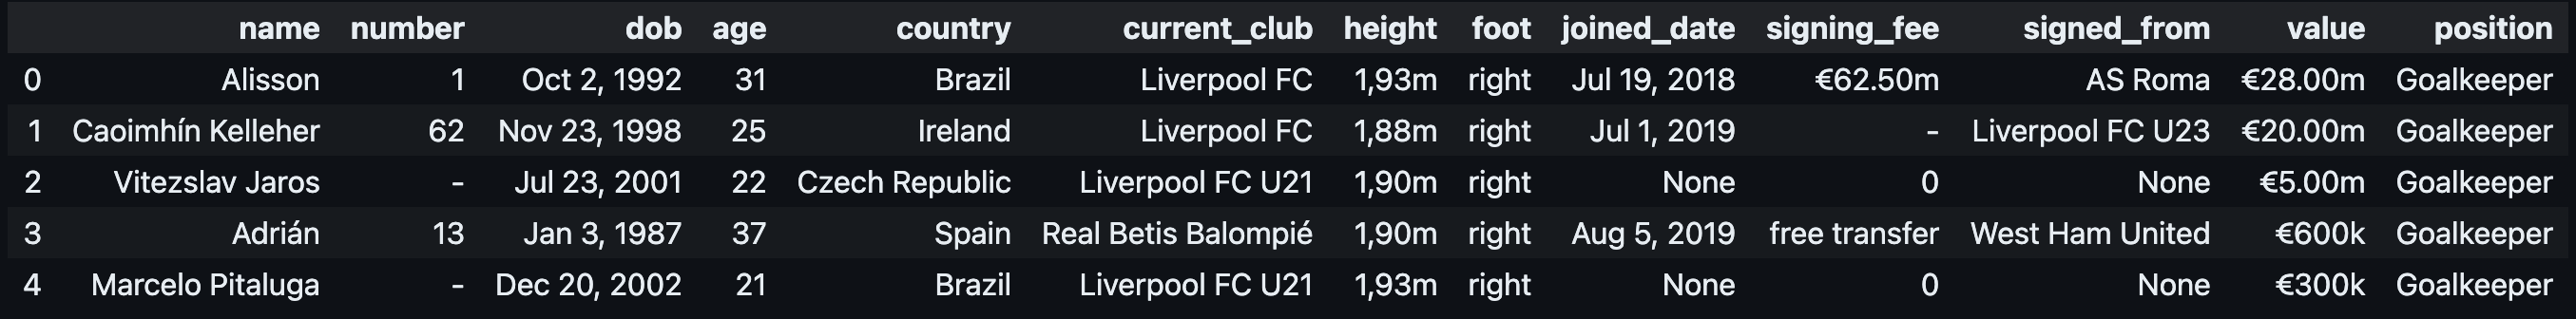 name number dob age country current_club height foot joined_date signing_fee signed_from value position
0 Alisson 1 Oct 2, 1992 31 Brazil Liverpool FC 1,93m right Jul 19, 2018 €62.50m AS Roma €28.00m Goalkeeper
1 Caoimhín Kelleher 62 Nov 23, 1998 25 Ireland Liverpool FC 1,88m right Jul 1, 2019 - Liverpool FC U23 €20.00m Goalkeeper
2 Vitezslav Jaros - Jul 23, 2001 22 Czech Republic Liverpool FC U21 1,90m right None 0 None €5.00m Goalkeeper
3 Adrián 13 Jan 3, 1987 37 Spain Real Betis Balompié 1,90m right Aug 5, 2019 free transfer West Ham United €600k Goalkeeper
4 Marcelo Pitaluga - Dec 20, 2002 21 Brazil Liverpool FC U21 1,93m right None 0 None €300k Goalkeeper